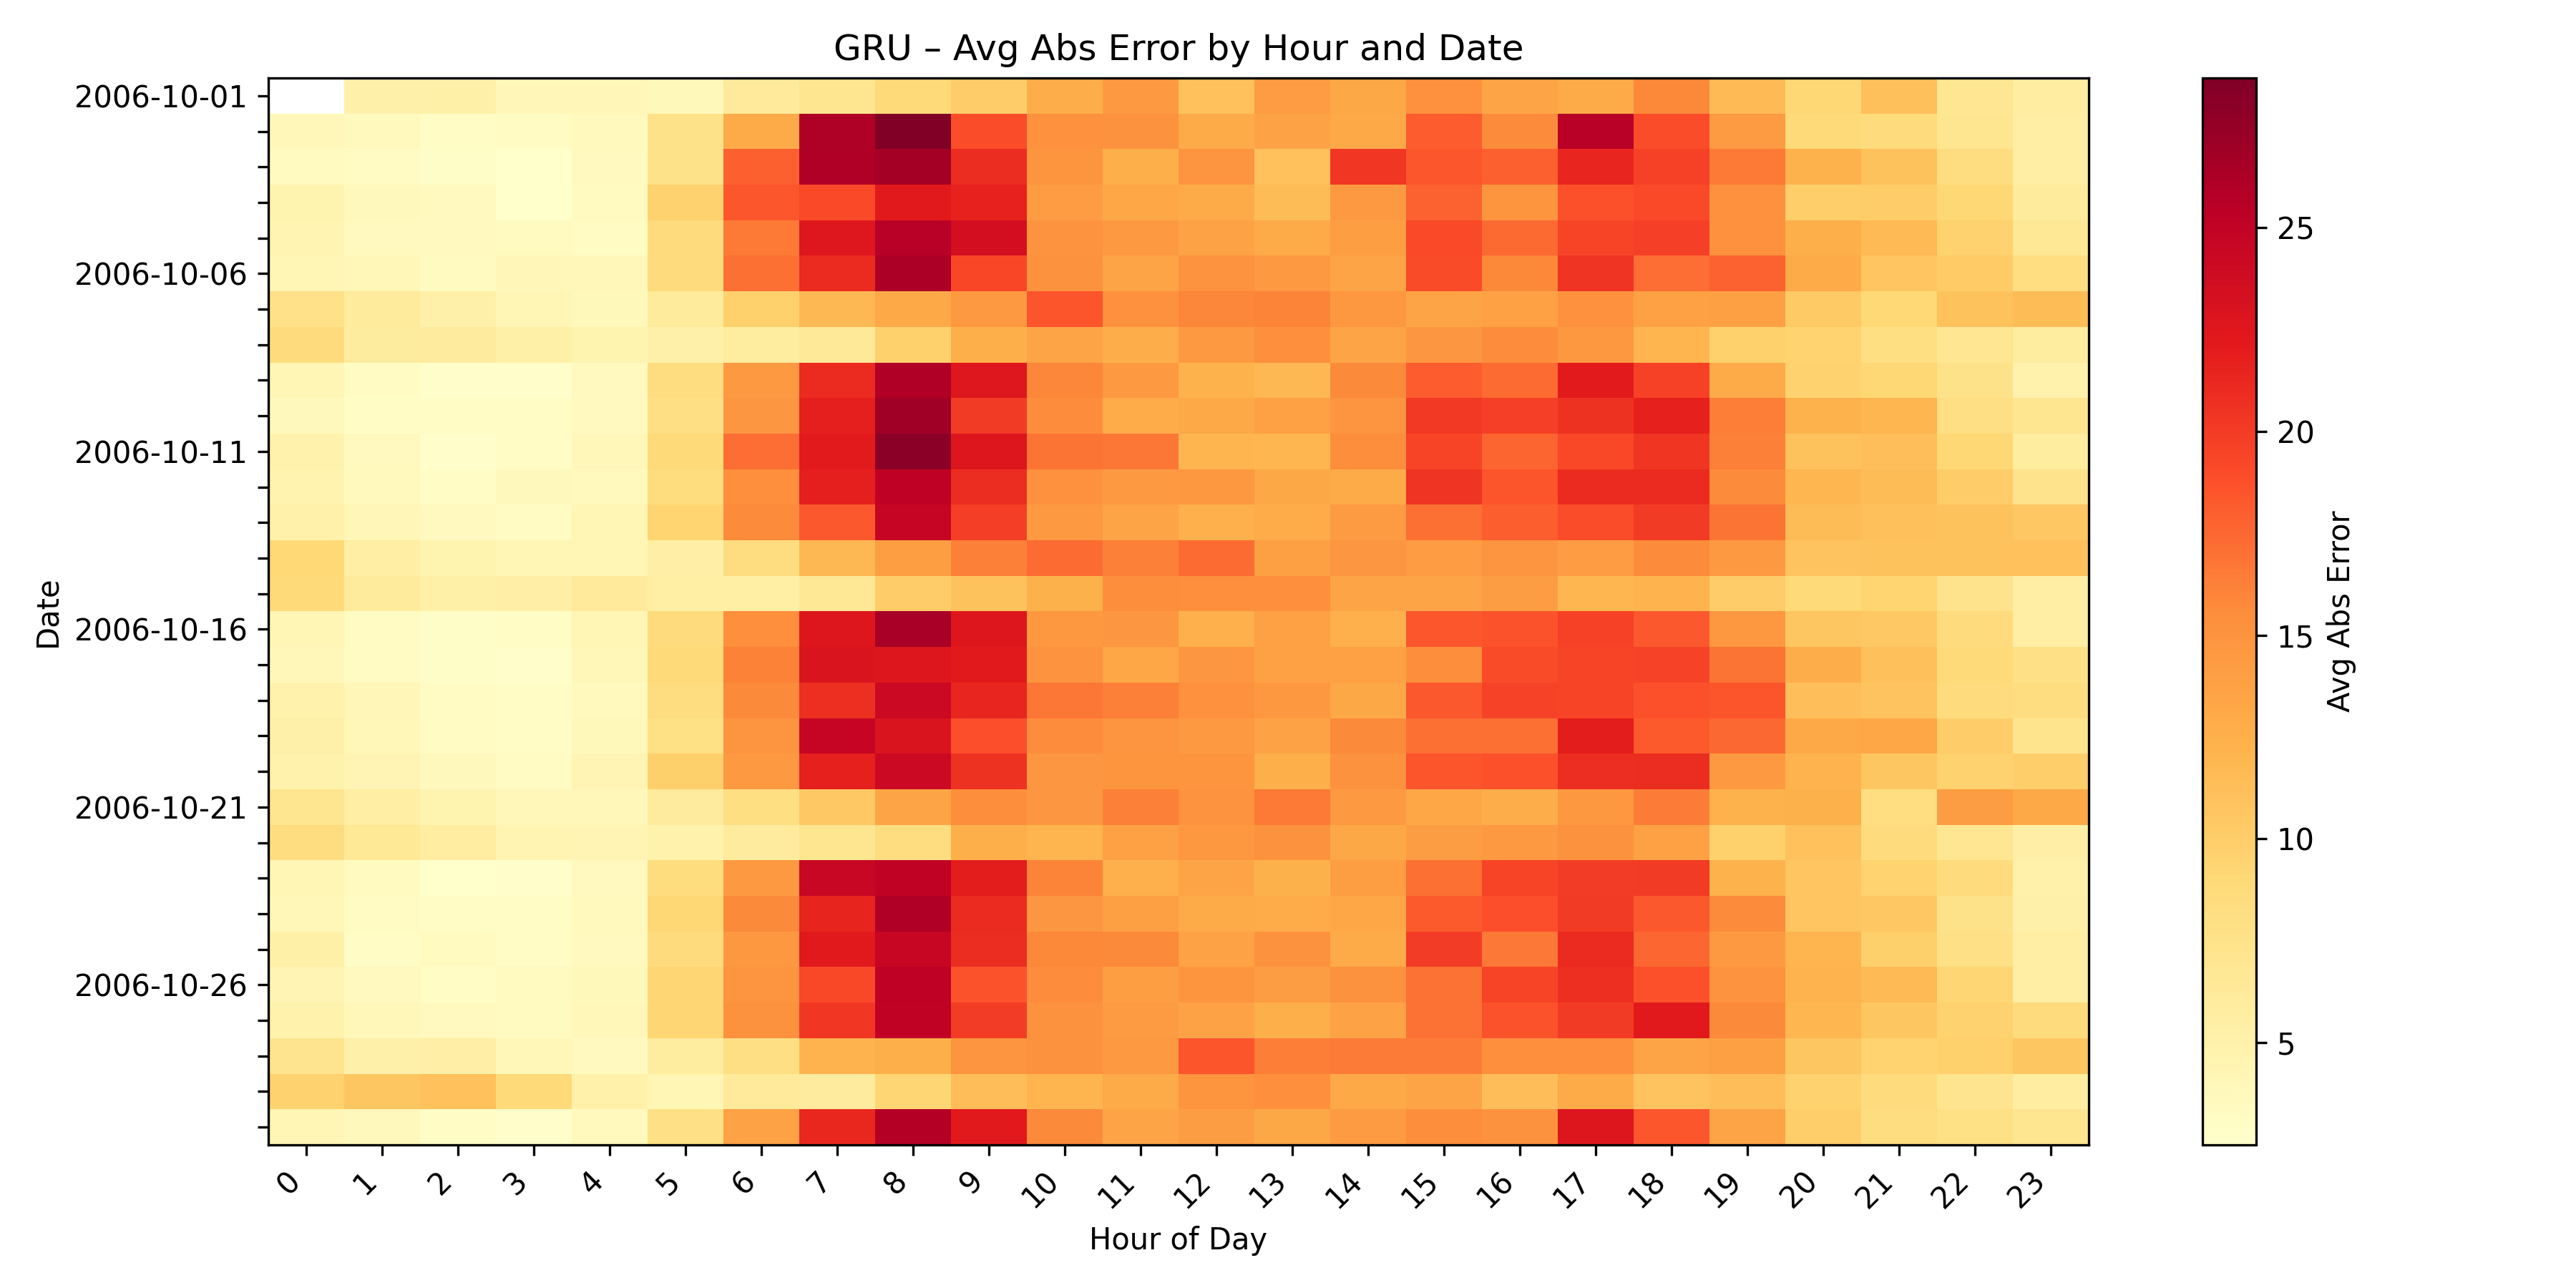 GRU – Avg Abs Error by Hour and Date
2006-10-01
2006-10-06
2006-10-11
2006-10-16
2006-10-21
2006-10-26
Date
0 1 2 3 4 5 6 7 8 9 10 11 12 13 14 15 16 17 18 19 20 21 22 23
Hour of Day
25
20
15
10
5
Avg Abs Error